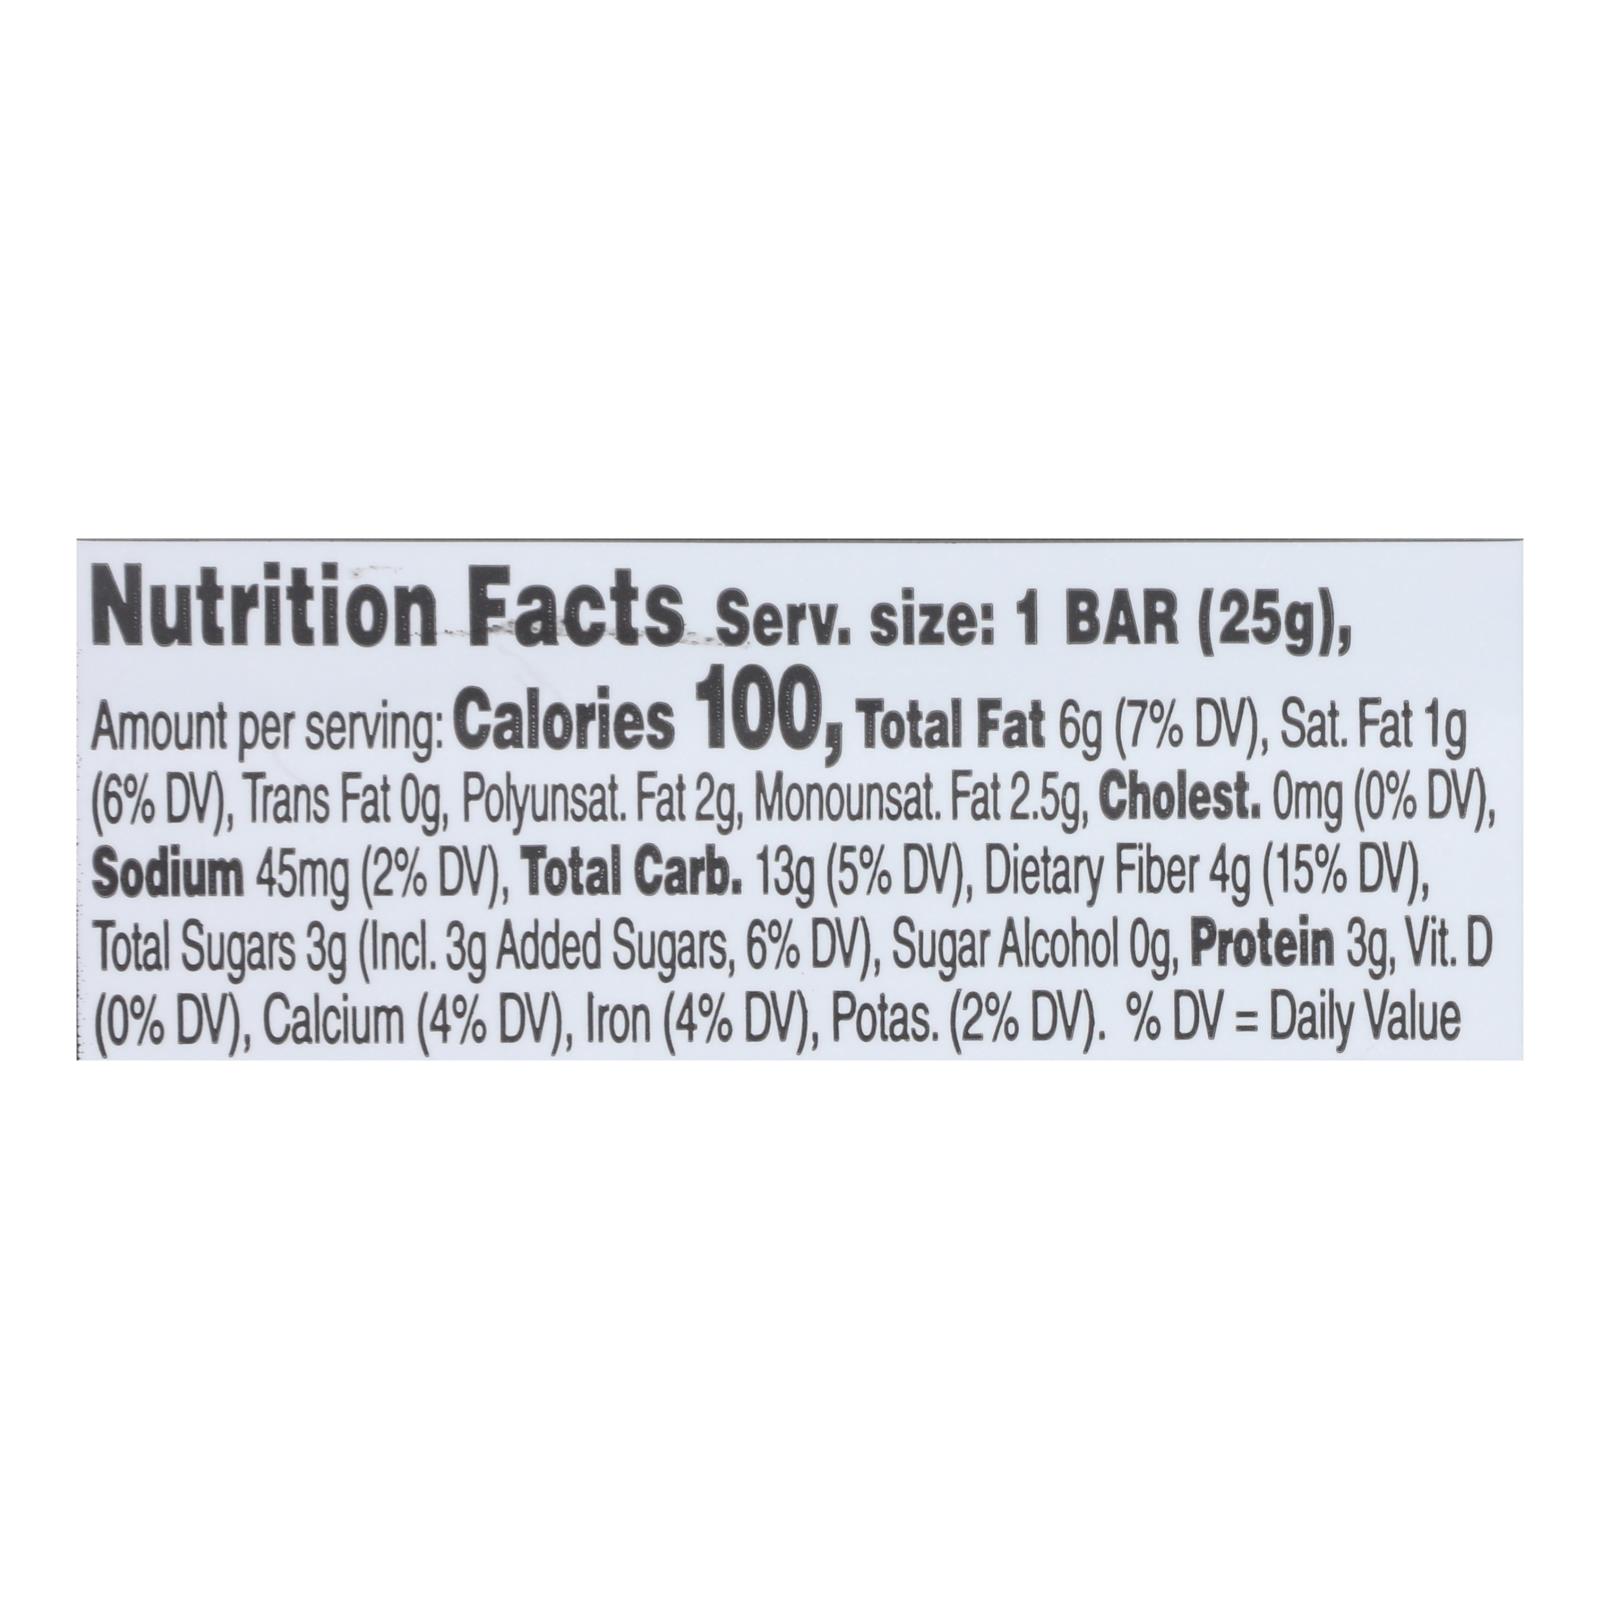 Nutrition Facts Serv. size: 1 BAR (25g),
Amount per serving: Calories 100, Total Fat 6g (7% DV), Sat. Fat 1g
(6% DV), Trans Fat 0g, Polyunsat. Fat 2g, Monounsat. Fat 2.5g, Cholest. 0mg (0% DV),
Sodium 45mg (2% DV), Total Carb. 13g (5% DV), Dietary Fiber 4g (15% DV),
Total Sugars 3g (Incl. 3g Added Sugars, 6% DV), Sugar Alcohol 0g, Protein 3g, Vit. D
(0% DV), Calcium (4% DV), Iron (4% DV), Potas. (2% DV). % DV = Daily Value